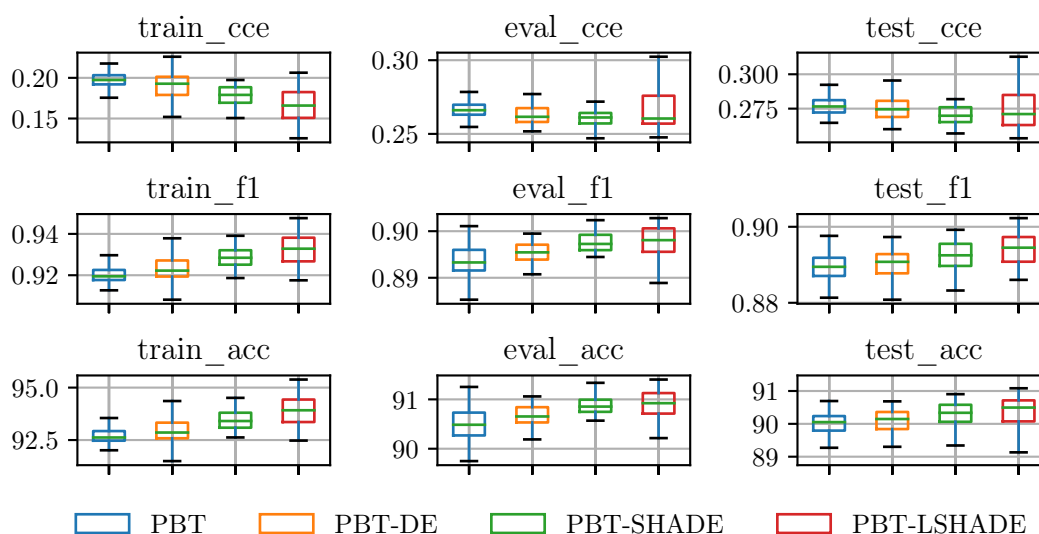 train_cce eval_cce test_cce
0.20 0.30 0.300
0.15 0.25 0.275
train_f1 eval_f1 test_f1
0.94 0.90 0.90
0.92 0.89 0.88
train_acc eval_acc test_acc
95.0 91 91
92.5 90 90
89
PBT PBT-DE PBT-SHADE PBT-LSHADE